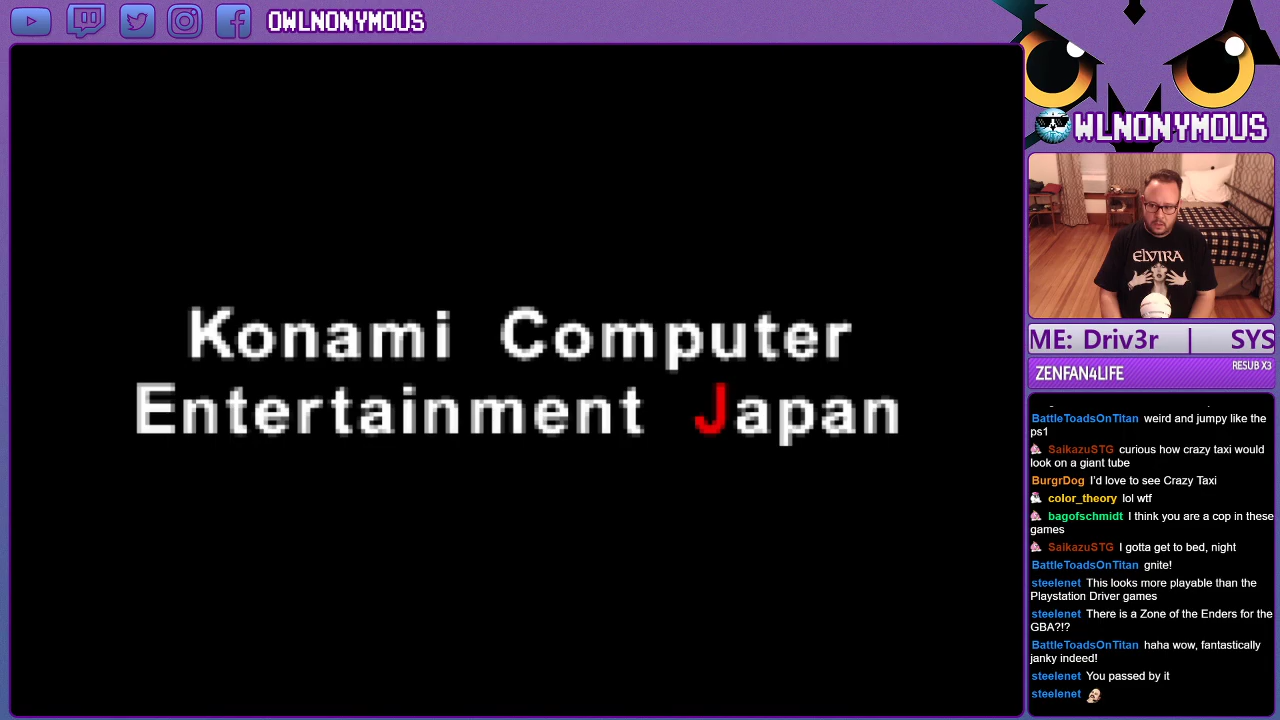 OWLNONYMOUS
WLNONYMOUS
Konami Computer
Entertainment Japan
ELVIRA
ME: Driv3r | SYS
ZENFAN4LIFE RESUB X3
BattleToadsOnTitan weird and jumpy like the
ps1
SaikazuSTG curious how crazy taxi would
look on a giant tube
BurgrDog I'd love to see Crazy Taxi
color_theory lol wtf
bagofschmidt I think you are a cop in these
games
SaikazuSTG I gotta get to bed, night
BattleToadsOnTitan gnite!
steelenet This looks more playable than the
Playstation Driver games
steelenet There is a Zone of the Enders for the
GBA?!?
BattleToadsOnTitan haha wow, fantastically
janky indeed!
steelenet You passed by it
steelenet